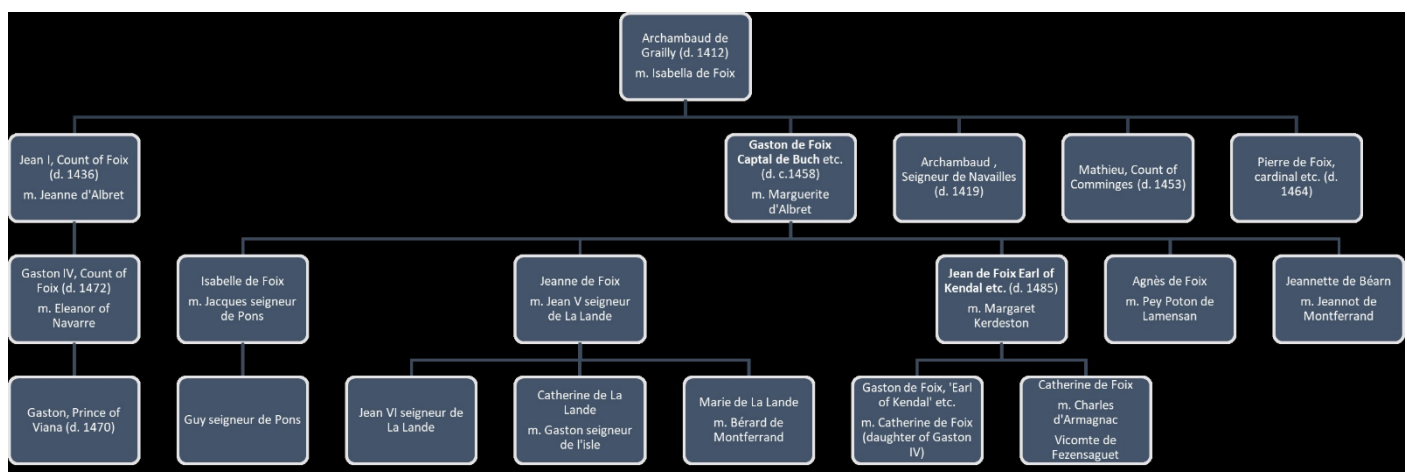 Archambaud de
Grailly (d. 1412)
m. Isabella de Foix
Jean I, Count of Foix
(d. 1436)
m. Jeanne d'Albret
Gaston de Foix
Captal de Buch etc.
(d. c.1458)
m. Marguerite
d'Albret
Archambaud ,
Seigneur de Navailles
(d. 1419)
Mathieu, Count of
Comminges (d. 1453)
Pierre de Foix,
cardinal etc. (d.
1464)
Gaston IV, Count of
Foix (d. 1472)
m. Eleanor of
Navarre
Isabelle de Foix
m. Jacques seigneur
de Pons
Jeanne de Foix
m. Jean V seigneur
de La Lande
Jean de Foix Earl of
Kendal etc. (d. 1485)
m. Margaret
Kerdeston
Agnès de Foix
m. Pey Poton de
Lamensan
Jeannette de Béarn
m. Jeannot de
Montferrand
Gaston, Prince of
Viana (d. 1470)
Guy seigneur de Pons
Jean VI seigneur de
La Lande
Catherine de La
Lande
m. Gaston seigneur
de l'isle
Marie de La Lande
m. Bérard de
Montferrand
Gaston de Foix, 'Earl
of Kendal' etc.
m. Catherine de Foix
(daughter of Gaston
IV)
Catherine de Foix
m. Charles
d'Armagnac
Vicomte de
Fezensaguet